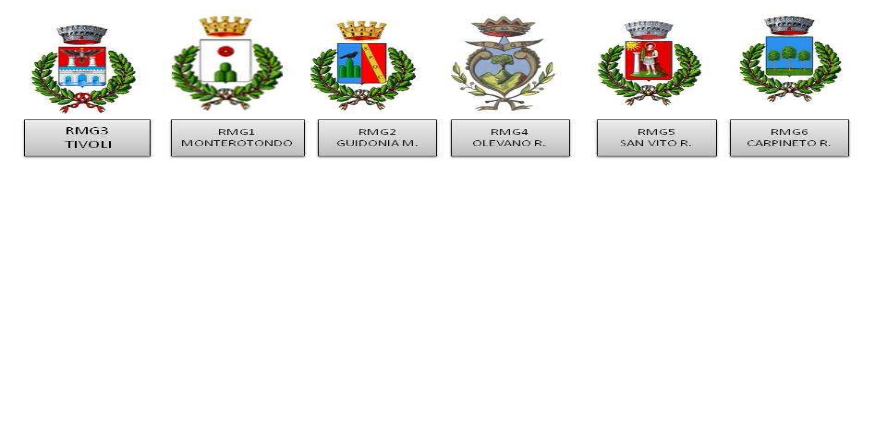 RMG3
TIVOLI
RMG1
MONTEROTONDO
RMG2
GUIDONIA M.
RMG4
OLEVANO R.
RMG5
SAN VITO R.
RMG6
CARPINETO R.